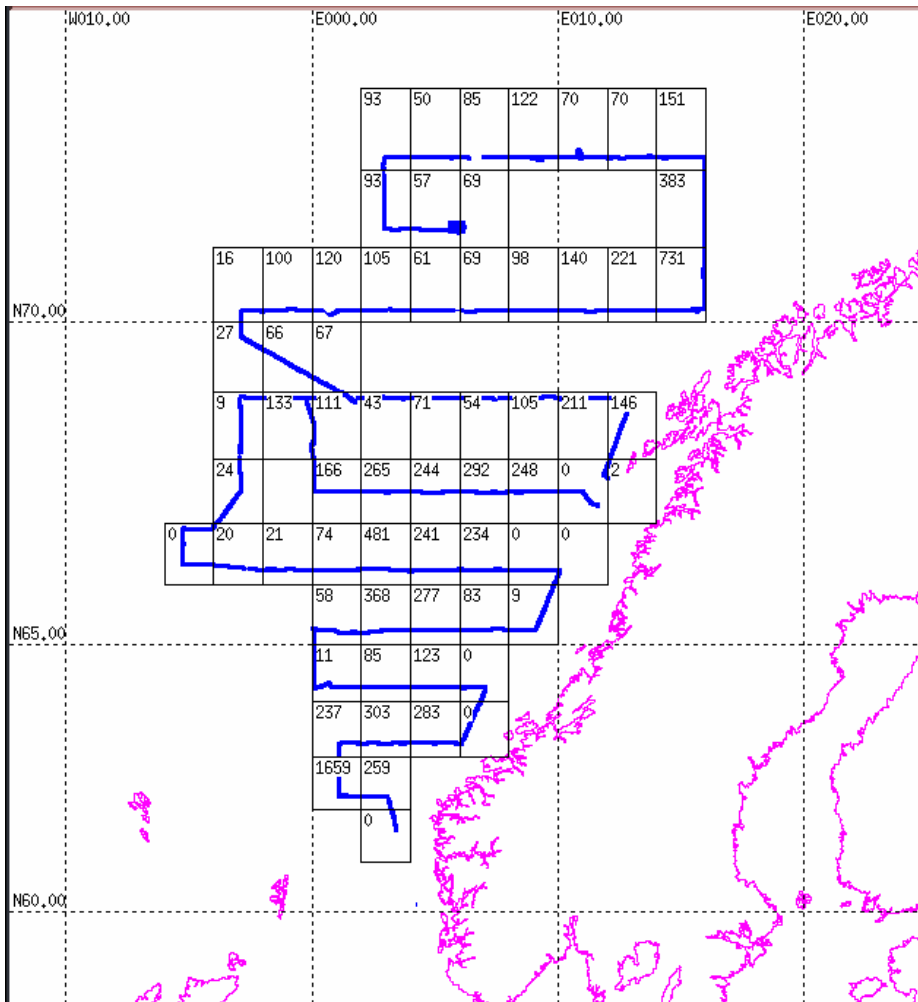 W010.00 E000.00 E010.00 E020.00
93 50 85 122 70 70 151
93 57 69 383
16 100 120 105 61 69 98 140 221 731
N70.00
27 66 67
9 133 111 43 71 54 105 211 146
24 166 265 244 292 248 0 2
0 20 21 74 481 241 234 0 0
58 368 277 83 9
N65.00
11 85 123 0
237 303 283 0
1659 259
0
N60.00